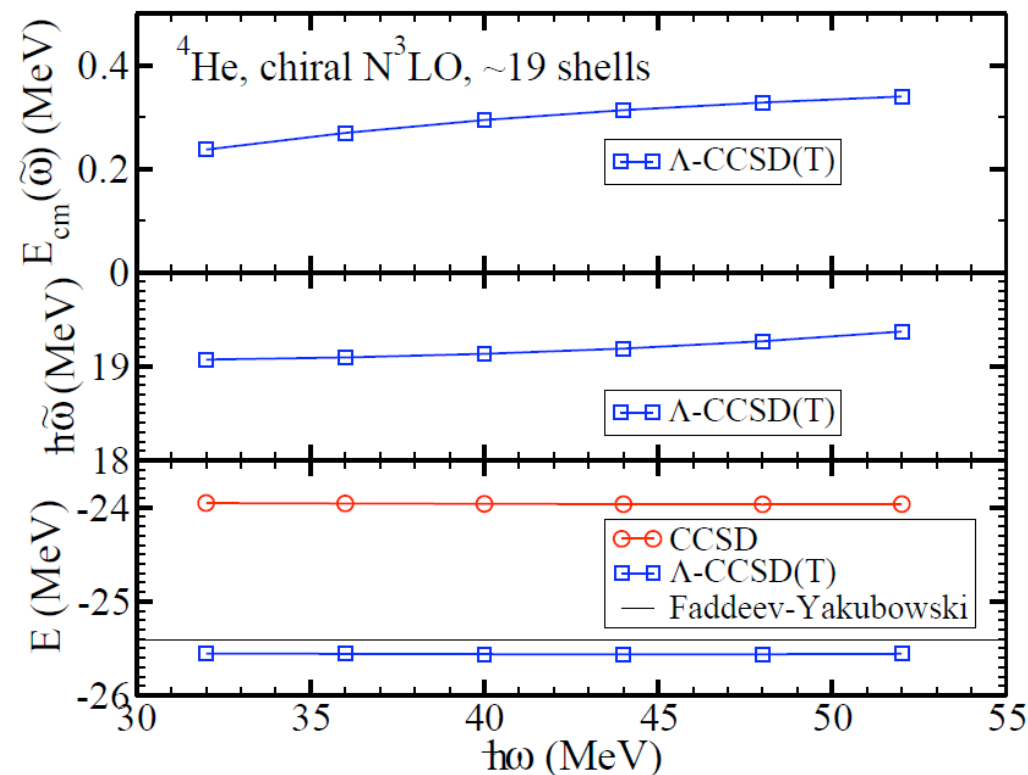 ⁴He, chiral N³LO, ~19 shells
E_cm(ω̃) (MeV)
0.4
0.2
0
Λ-CCSD(T)
ħω̃ (MeV)
19
18
Λ-CCSD(T)
E (MeV)
-24
-25
-26
CCSD
Λ-CCSD(T)
Faddeev-Yakubowski
30 35 40 45 50 55
ħω (MeV)